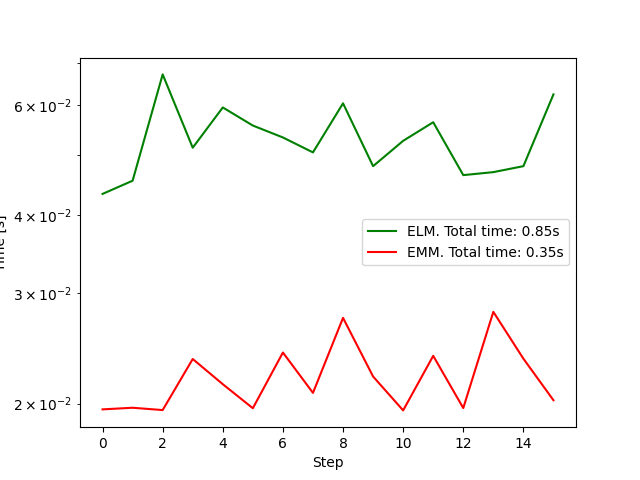 6 × 10⁻²
4 × 10⁻²
3 × 10⁻²
2 × 10⁻²
Time [s]
ELM. Total time: 0.85s
EMM. Total time: 0.35s
0 2 4 6 8 10 12 14
Step